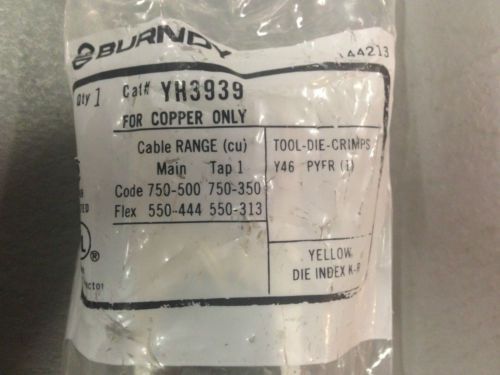 BURNDY
44213
Qty 1 Cat# YH3939
FOR COPPER ONLY
Cable RANGE (cu)
Main Tap 1
Code 750-500 750-350
Flex 550-444 550-313
TOOL-DIE-CRIMPS
Y46 PYFR (1)
YELLOW
DIE INDEX K-R
UL